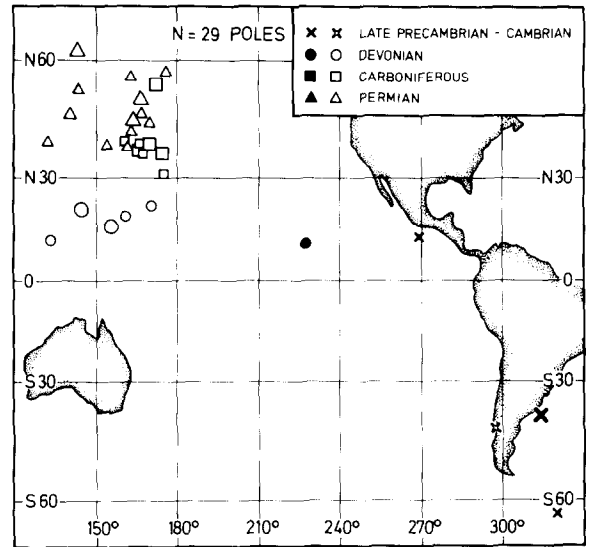 N = 29 POLES
LATE PRECAMBRIAN - CAMBRIAN
DEVONIAN
CARBONIFEROUS
PERMIAN
N60
N30
N30
0
0
S30
S30
S60
S60
150°
180°
210°
240°
270°
300°